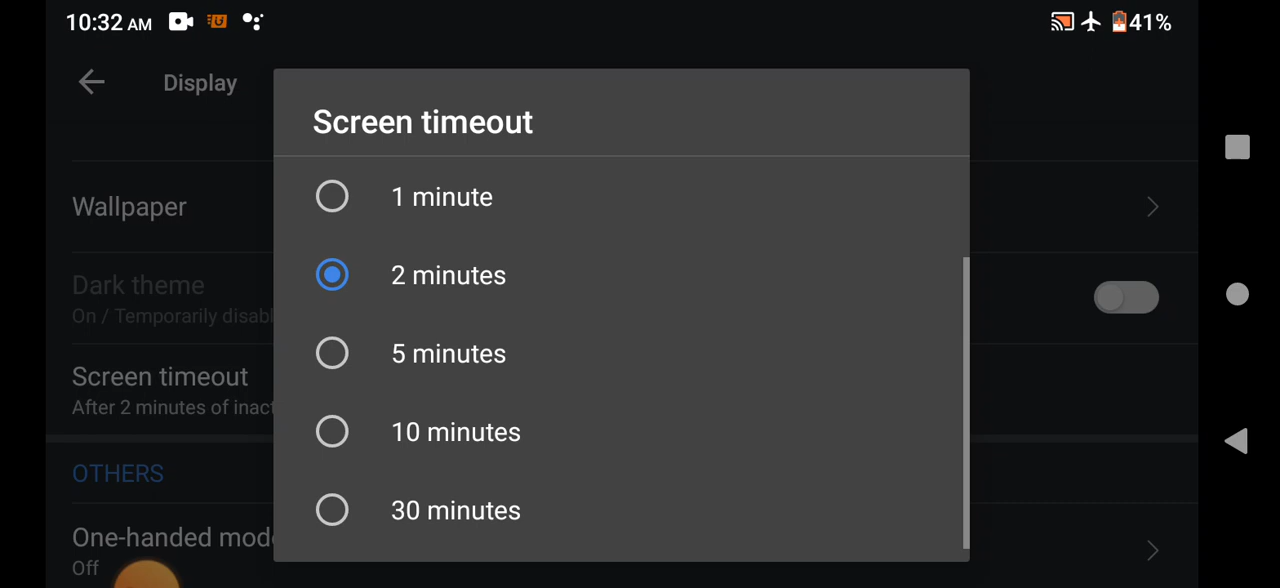 10:32 AM
41%
Display
Screen timeout
1 minute
Wallpaper
2 minutes
Dark theme
On / Temporarily disabl
5 minutes
Screen timeout
After 2 minutes of inact
10 minutes
OTHERS
30 minutes
One-handed mod
Off